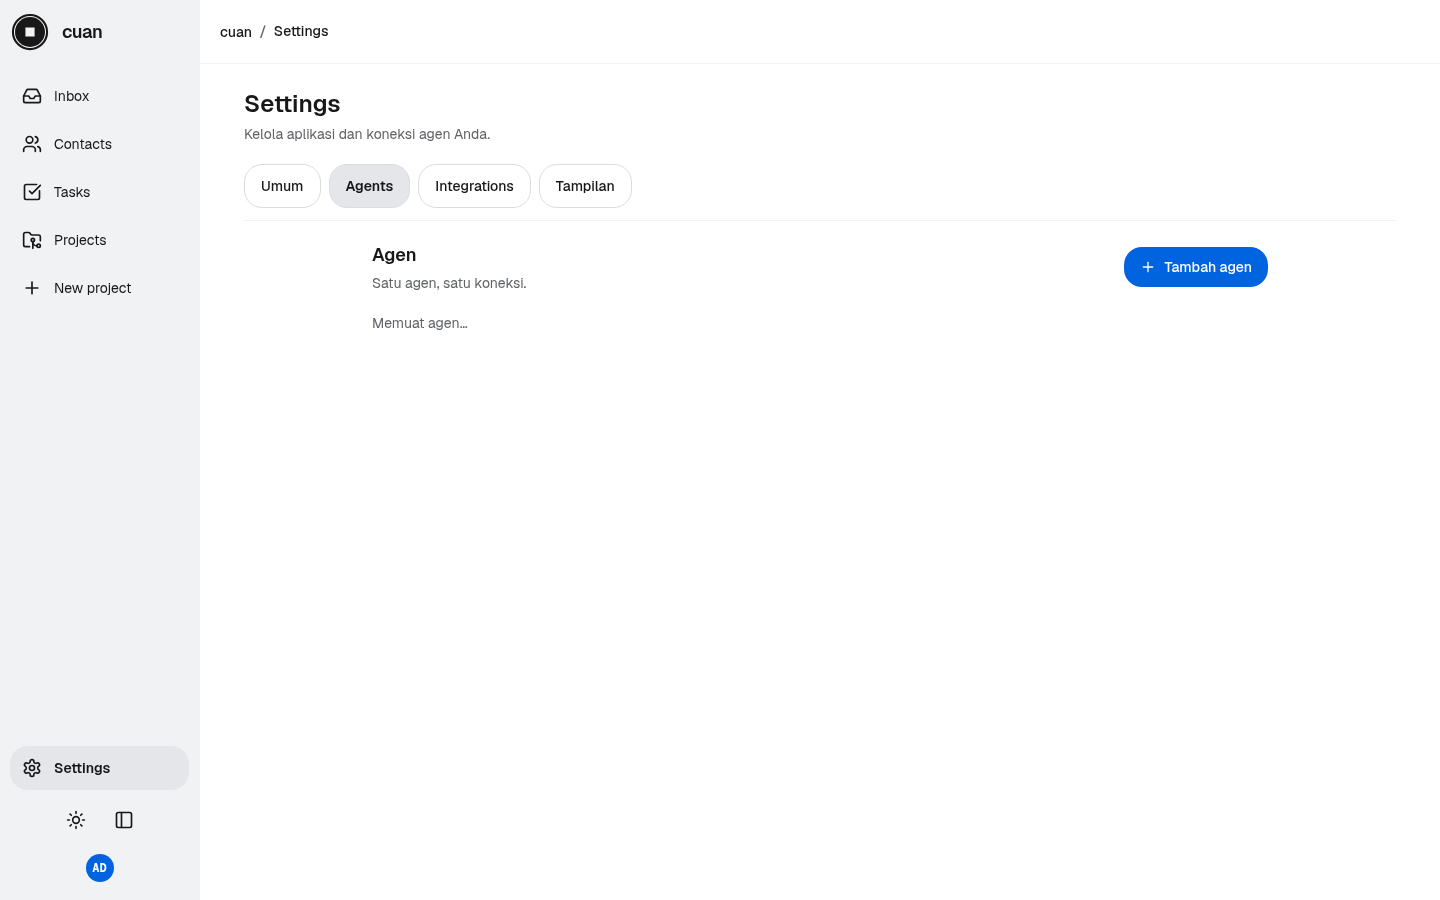 cuan
Inbox
Contacts
Tasks
Projects
New project
Settings
AD
cuan / Settings
Settings
Kelola aplikasi dan koneksi agen Anda.
Umum
Agents
Integrations
Tampilan
Agen
Satu agen, satu koneksi.
Tambah agen
Memuat agen…